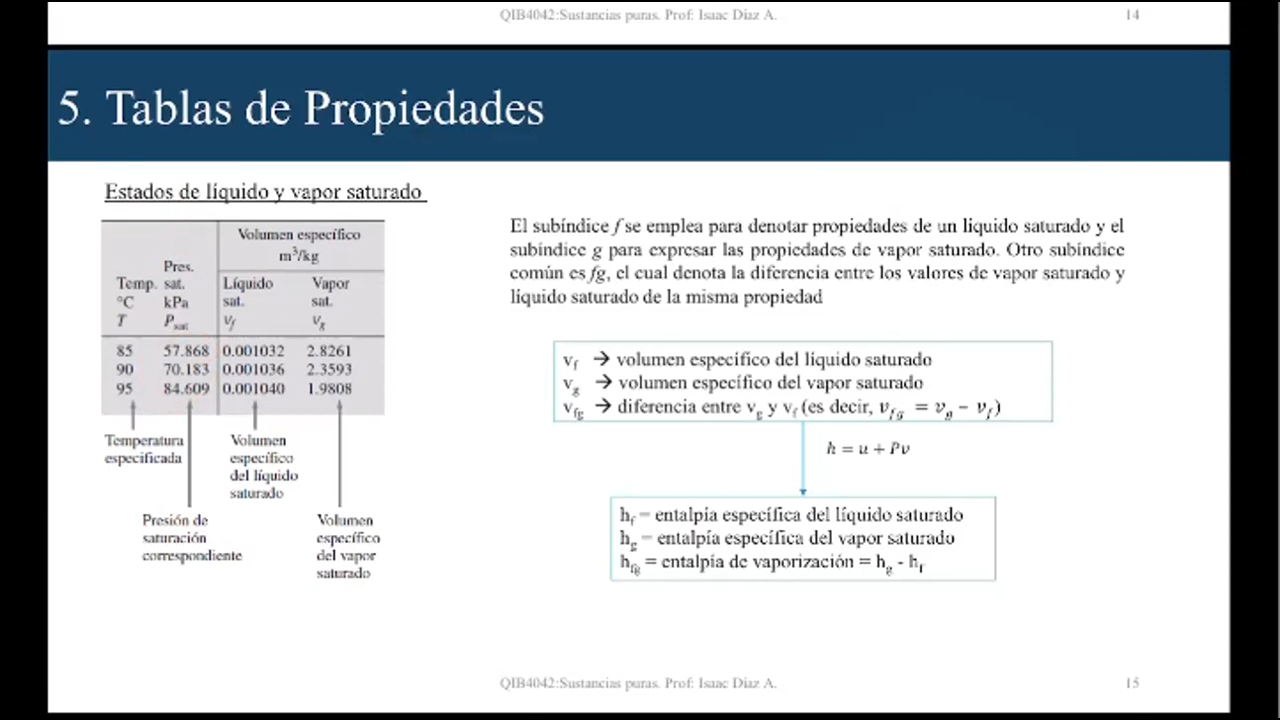 QIB4042:Sustancias puras. Prof: Isaac Díaz A. 14
5. Tablas de Propiedades
Estados de líquido y vapor saturado
Volumen específico
m³/kg
Pres.
Temp. sat. Líquido Vapor
°C kPa sat. sat.
T P_sat v_f v_g
85 57.868 0.001032 2.8261
90 70.183 0.001036 2.3593
95 84.609 0.001040 1.9808
Temperatura
especificada
Volumen
específico
del líquido
saturado
Presión de
saturación
correspondiente
Volumen
específico
del vapor
saturado
El subíndice f se emplea para denotar propiedades de un líquido saturado y el
subíndice g para expresar las propiedades de vapor saturado. Otro subíndice
común es fg, el cual denota la diferencia entre los valores de vapor saturado y
líquido saturado de la misma propiedad
v_f → volumen específico del líquido saturado
v_g → volumen específico del vapor saturado
v_fg → diferencia entre v_g y v_f (es decir, v_fg = v_g − v_f)
h = u + Pv
h_f = entalpía específica del líquido saturado
h_g = entalpía específica del vapor saturado
h_fg = entalpía de vaporización = h_g - h_f
QIB4042:Sustancias puras. Prof: Isaac Díaz A. 15